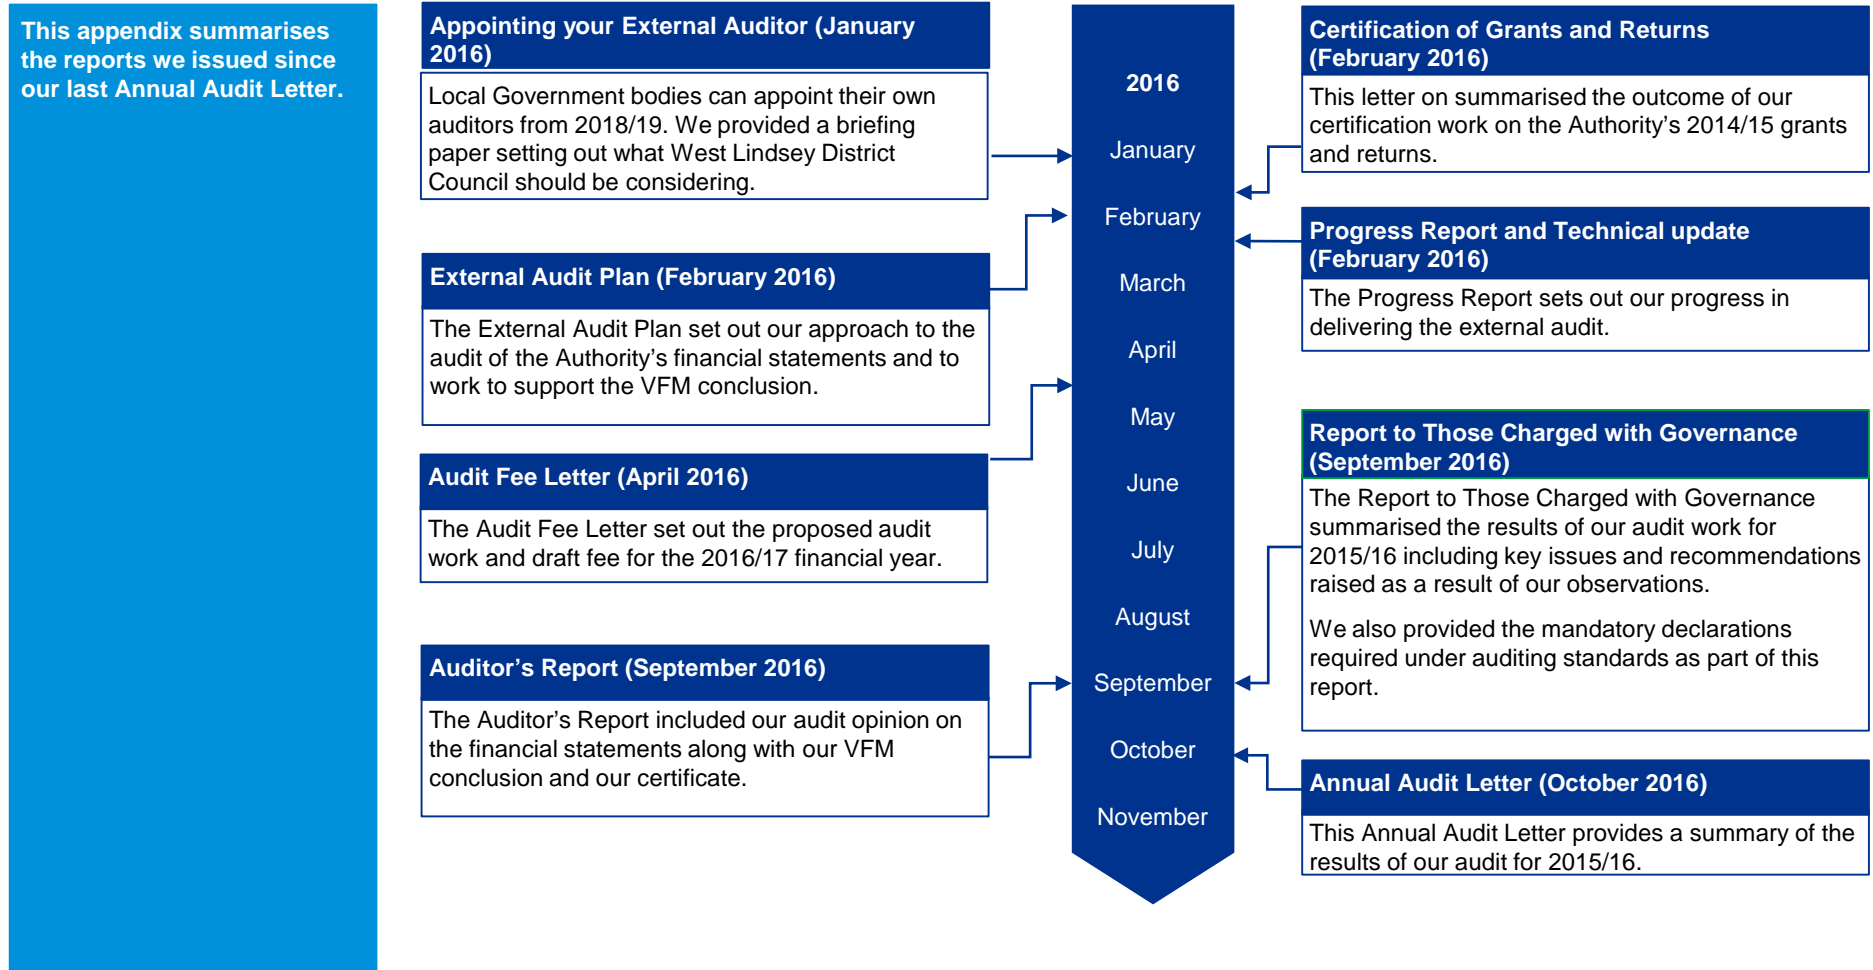 This appendix summarises
the reports we issued since
our last Annual Audit Letter.
Appointing your External Auditor (January
2016)
Local Government bodies can appoint their own
auditors from 2018/19. We provided a briefing
paper setting out what West Lindsey District
Council should be considering.
External Audit Plan (February 2016)
The External Audit Plan set out our approach to the
audit of the Authority’s financial statements and to
work to support the VFM conclusion.
Audit Fee Letter (April 2016)
The Audit Fee Letter set out the proposed audit
work and draft fee for the 2016/17 financial year.
Auditor’s Report (September 2016)
The Auditor’s Report included our audit opinion on
the financial statements along with our VFM
conclusion and our certificate.
2016
January
February
March
April
May
June
July
August
September
October
November
Certification of Grants and Returns
(February 2016)
This letter on summarised the outcome of our
certification work on the Authority’s 2014/15 grants
and returns.
Progress Report and Technical update
(February 2016)
The Progress Report sets out our progress in
delivering the external audit.
Report to Those Charged with Governance
(September 2016)
The Report to Those Charged with Governance
summarised the results of our audit work for
2015/16 including key issues and recommendations
raised as a result of our observations.
We also provided the mandatory declarations
required under auditing standards as part of this
report.
Annual Audit Letter (October 2016)
This Annual Audit Letter provides a summary of the
results of our audit for 2015/16.